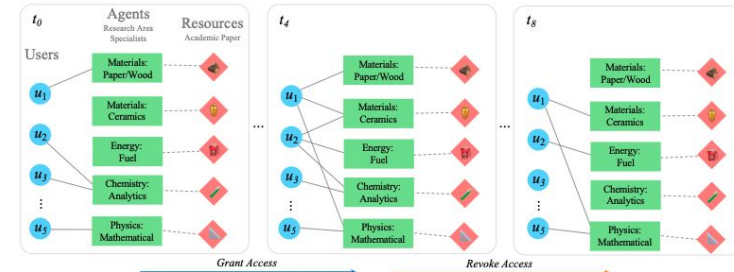 t0
Agents
Research Area
Specialists
Resources
Academic Paper
Users
Materials:
Paper/Wood
u1
Materials:
Ceramics
u2
Energy:
Fuel
u3
Chemistry:
Analytics
⋮
u5
Physics:
Mathematical
...
t4
Materials:
Paper/Wood
u1
Materials:
Ceramics
u2
Energy:
Fuel
u3
Chemistry:
Analytics
⋮
u5
Physics:
Mathematical
...
t8
Materials:
Paper/Wood
u1
Materials:
Ceramics
u2
Energy:
Fuel
u3
Chemistry:
Analytics
⋮
u5
Physics:
Mathematical
Grant Access
Revoke Access